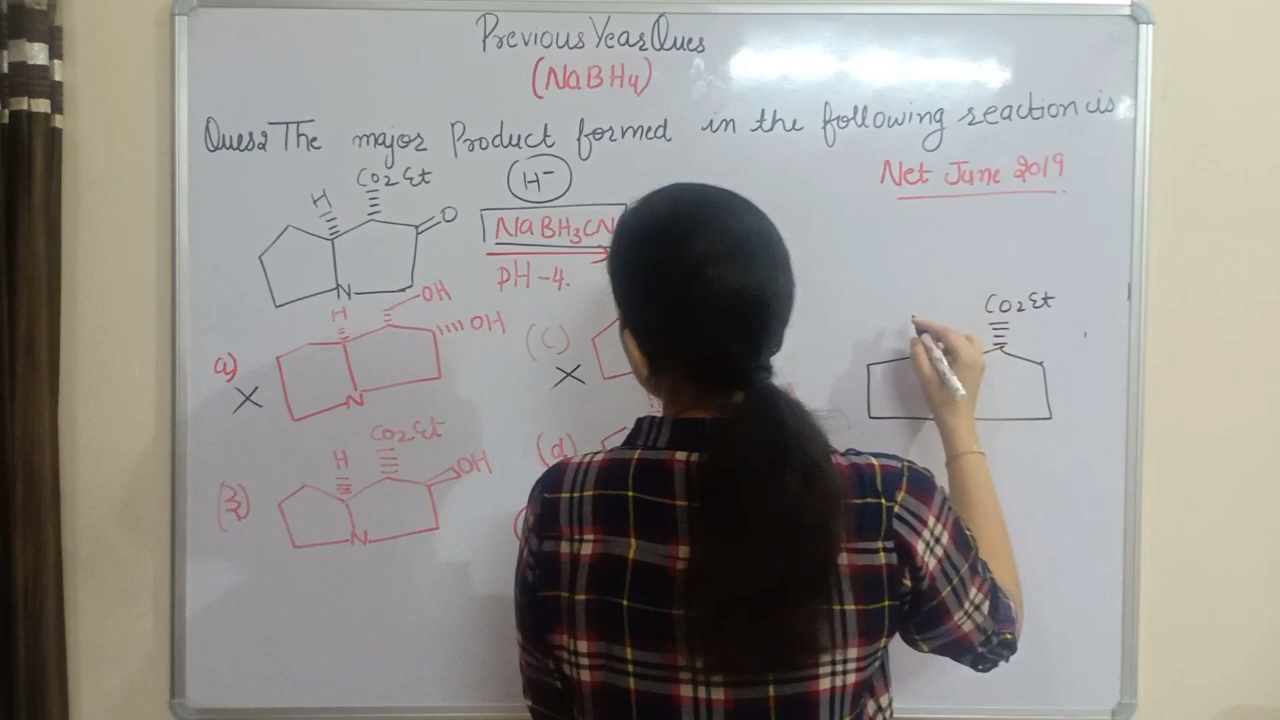 Previous Year Ques
(NaBH4)
Ques2 The major Product formed in the following reaction is
Net June 2019
CO2Et
H
O
N
H-
NaBH3CN
PH-4.
a)
H
OH
OH
N
X
(C)
X
CO2Et
H
OH
N
(d)
CO2Et